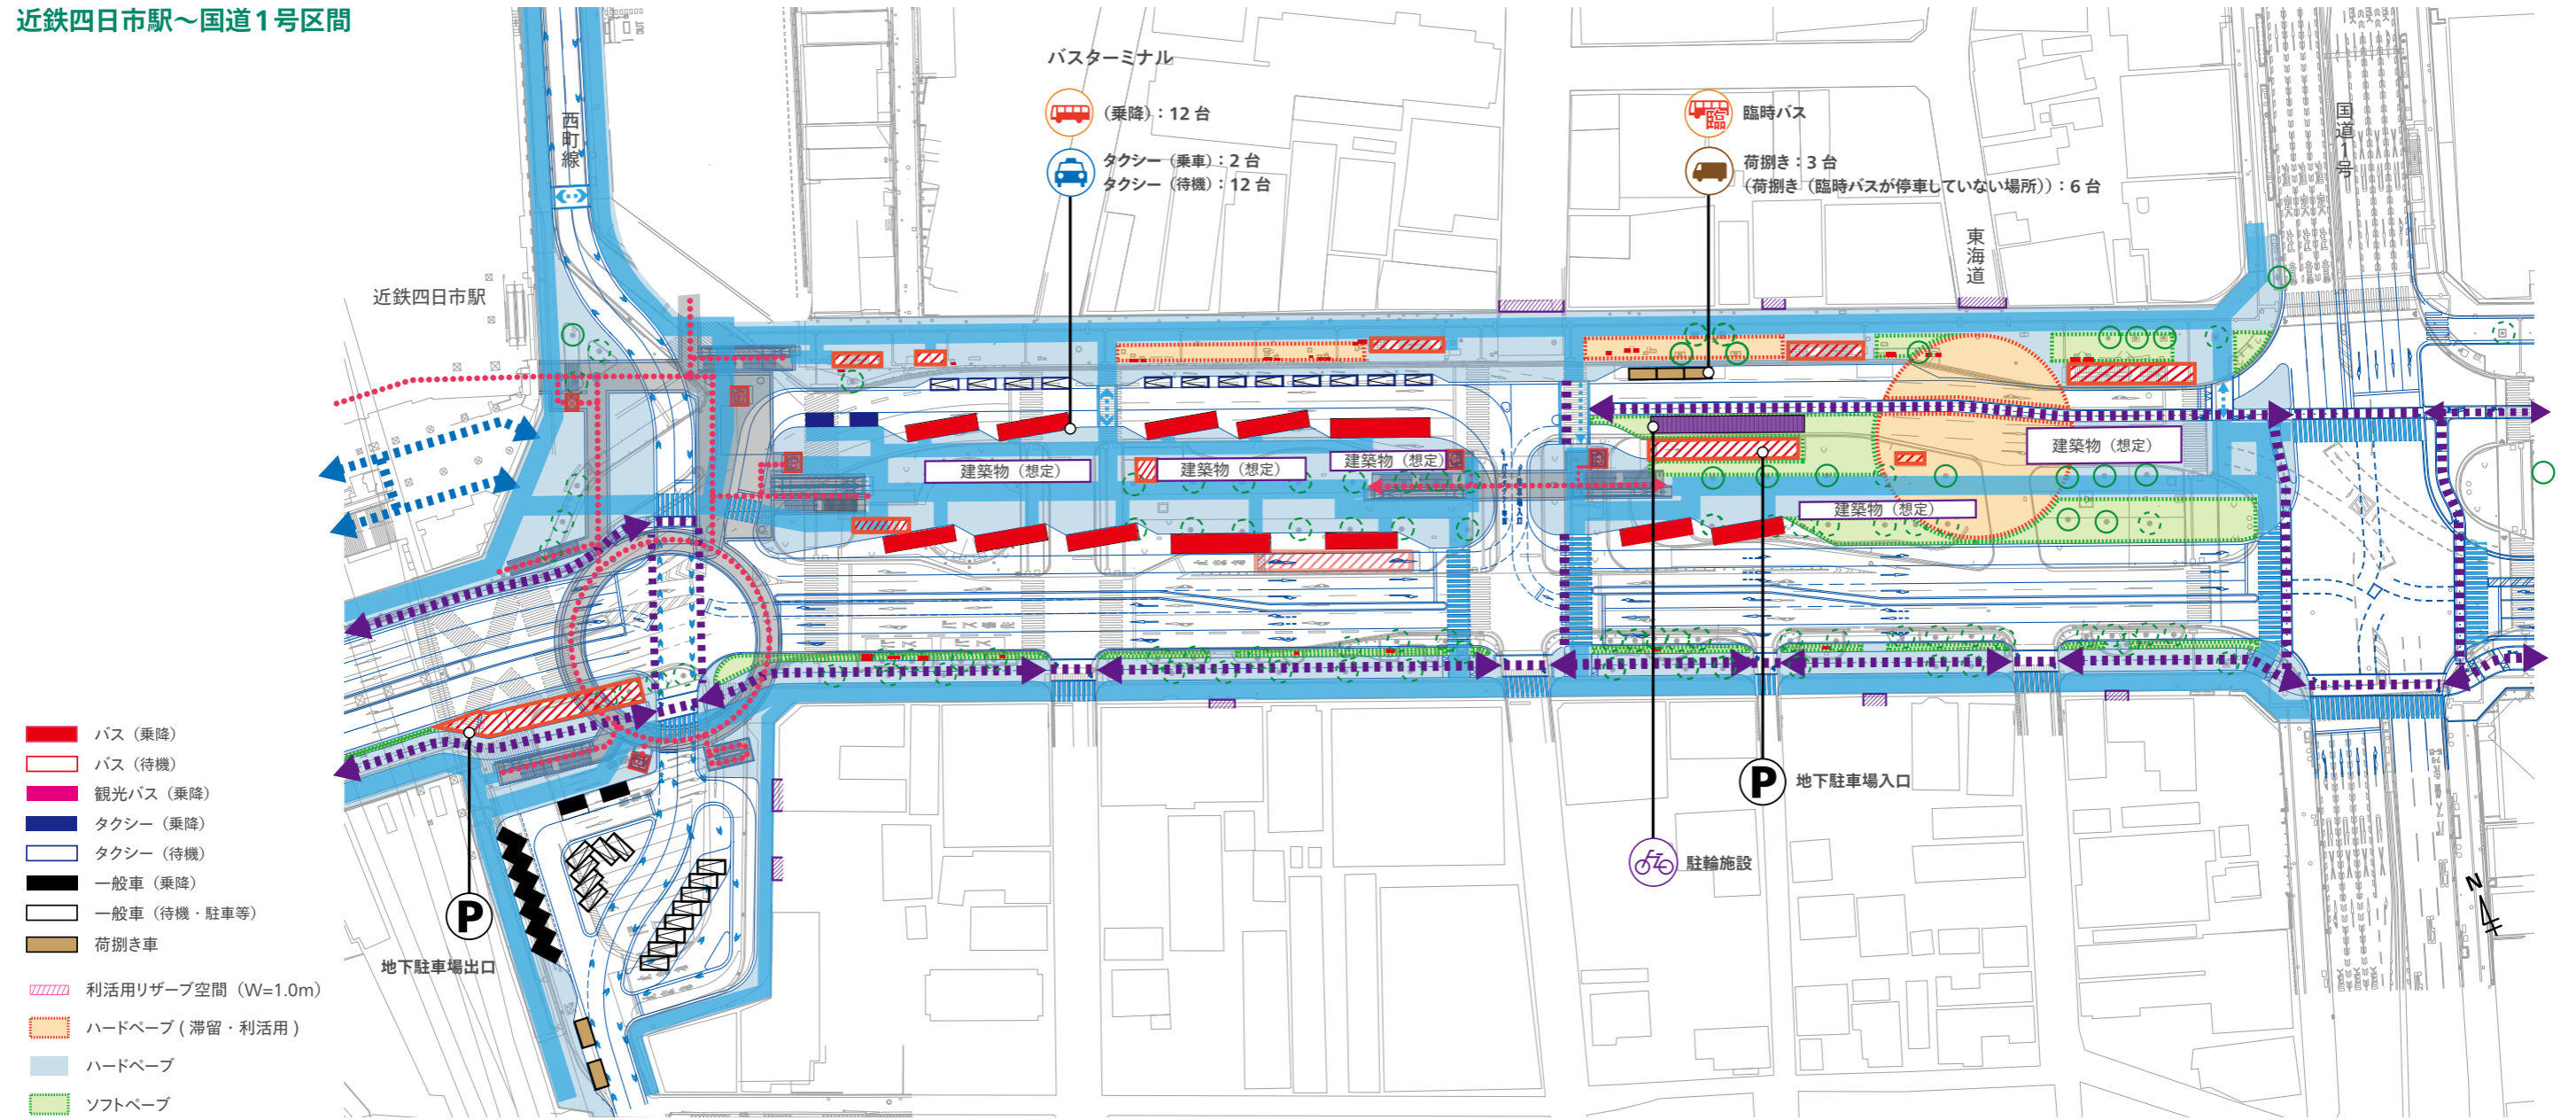 近鉄四日市駅～国道1号区間
バスターミナル
(乗降)：12 台
タクシー（乗車）：2 台
タクシー（待機）：12 台
臨時バス
荷捌き：3 台
（荷捌き（臨時バスが停車していない場所））：6 台
西町線
国道1号
東海道
近鉄四日市駅
建築物（想定）
建築物（想定）
建築物（想定）
建築物（想定）
建築物（想定）
バス（乗降）
バス（待機）
観光バス（乗降）
タクシー（乗降）
タクシー（待機）
一般車（乗降）
一般車（待機・駐車等）
荷捌き車
利活用リザーブ空間（W=1.0m）
ハードペーブ ( 滞留・利活用 )
ハードペーブ
ソフトペーブ
P
地下駐車場出口
P
地下駐車場入口
駐輪施設
臨
N